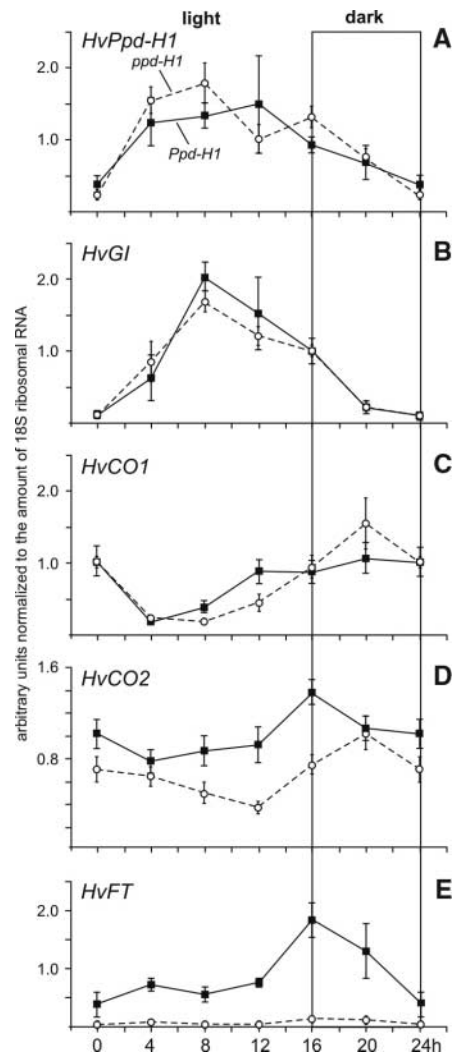 light dark
HvPpd-H1 A
ppd-H1
2.0
1.0
Ppd-H1
HvGI B
2.0
1.0
arbitrary units normalized to the amount of 18S ribosomal RNA
HvCO1 C
2.0
1.0
HvCO2 D
1.6
0.8
HvFT E
2.0
1.0
0 4 8 12 16 20 24h